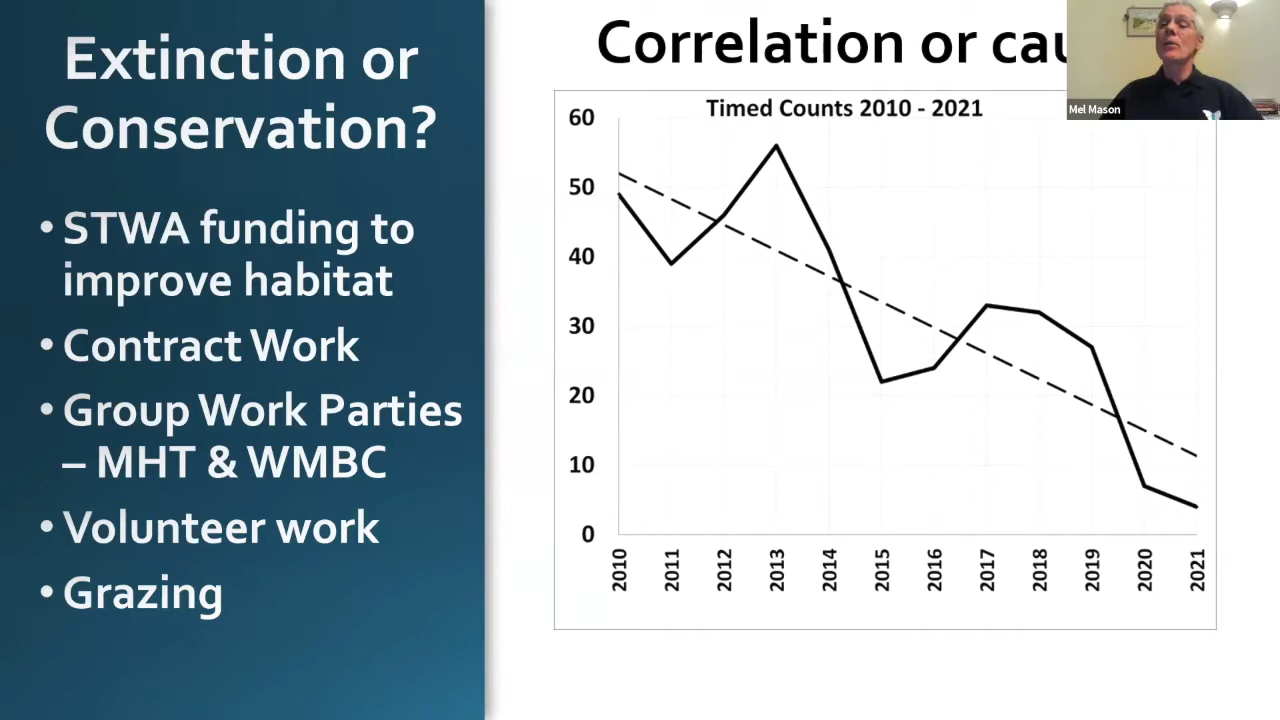 Extinction or
Conservation?
• STWA funding to
improve habitat
• Contract Work
• Group Work Parties
– MHT & WMBC
• Volunteer work
• Grazing
Correlation or
Mel Mason
Timed Counts 2010 - 2021
60
50
40
30
20
10
0
2010 2011 2012 2013 2014 2015 2016 2017 2018 2019 2020 2021